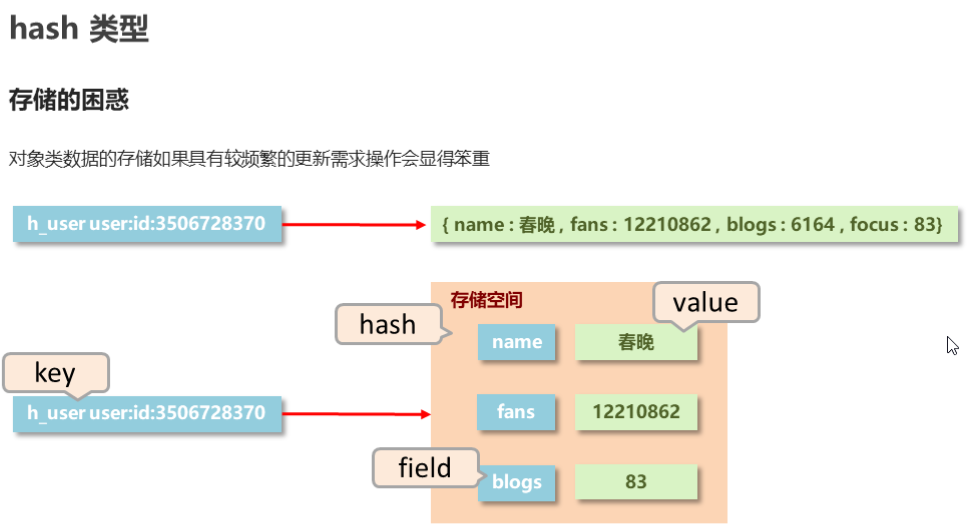 hash 类型
存储的困惑
对象类数据的存储如果具有较频繁的更新需求操作会显得笨重
h_user user:id:3506728370
{ name : 春晚 , fans : 12210862 , blogs : 6164 , focus : 83}
存储空间
value
hash
name
春晚
key
h_user user:id:3506728370
fans
12210862
field
blogs
83